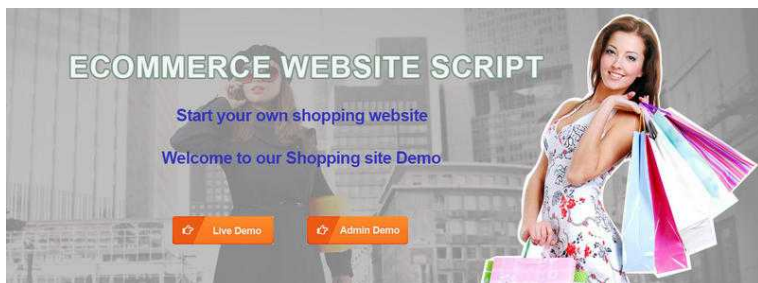 ECOMMERCE WEBSITE SCRIPT
Start your own shopping website
Welcome to our Shopping site Demo
Live Demo
Admin Demo